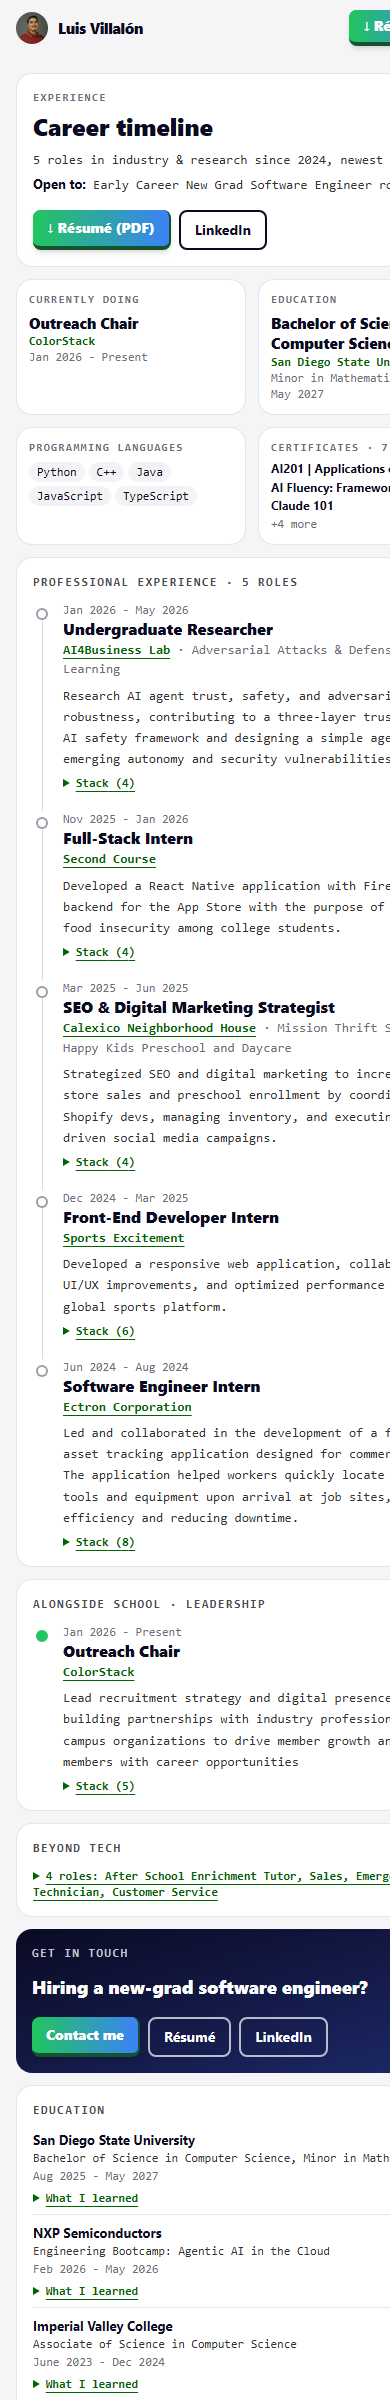 Luis Villalón
↓ Ré
EXPERIENCE
Career timeline
5 roles in industry & research since 2024, newest
Open to: Early Career New Grad Software Engineer ro
↓ Résumé (PDF)
LinkedIn
CURRENTLY DOING
Outreach Chair
ColorStack
Jan 2026 - Present
EDUCATION
Bachelor of Scie
Computer Scienc
San Diego State Un
Minor in Mathemati
May 2027
PROGRAMMING LANGUAGES
Python
C++
Java
JavaScript
TypeScript
CERTIFICATES · 7
AI201 | Applications
AI Fluency: Framewor
Claude 101
+4 more
PROFESSIONAL EXPERIENCE · 5 ROLES
Jan 2026 - May 2026
Undergraduate Researcher
AI4Business Lab · Adversarial Attacks & Defens
Learning
Research AI agent trust, safety, and adversari
robustness, contributing to a three-layer trus
AI safety framework and designing a simple age
emerging autonomy and security vulnerabilities
▶ Stack (4)
Nov 2025 - Jan 2026
Full-Stack Intern
Second Course
Developed a React Native application with Fire
backend for the App Store with the purpose of
food insecurity among college students.
▶ Stack (4)
Mar 2025 - Jun 2025
SEO & Digital Marketing Strategist
Calexico Neighborhood House · Mission Thrift S
Happy Kids Preschool and Daycare
Strategized SEO and digital marketing to incre
store sales and preschool enrollment by coordi
Shopify devs, managing inventory, and executin
driven social media campaigns.
▶ Stack (4)
Dec 2024 - Mar 2025
Front-End Developer Intern
Sports Excitement
Developed a responsive web application, collab
UI/UX improvements, and optimized performance
global sports platform.
▶ Stack (6)
Jun 2024 - Aug 2024
Software Engineer Intern
Ectron Corporation
Led and collaborated in the development of a f
asset tracking application designed for commer
The application helped workers quickly locate
tools and equipment upon arrival at job sites,
efficiency and reducing downtime.
▶ Stack (8)
ALONGSIDE SCHOOL · LEADERSHIP
Jan 2026 - Present
Outreach Chair
ColorStack
Lead recruitment strategy and digital presence
building partnerships with industry profession
campus organizations to drive member growth an
members with career opportunities
▶ Stack (5)
BEYOND TECH
▶ 4 roles: After School Enrichment Tutor, Sales, Emerg
Technician, Customer Service
GET IN TOUCH
Hiring a new-grad software engineer?
Contact me
Résumé
LinkedIn
EDUCATION
San Diego State University
Bachelor of Science in Computer Science, Minor in Math
Aug 2025 - May 2027
▶ What I learned
NXP Semiconductors
Engineering Bootcamp: Agentic AI in the Cloud
Feb 2026 - May 2026
▶ What I learned
Imperial Valley College
Associate of Science in Computer Science
June 2023 - Dec 2024
▶ What I learned